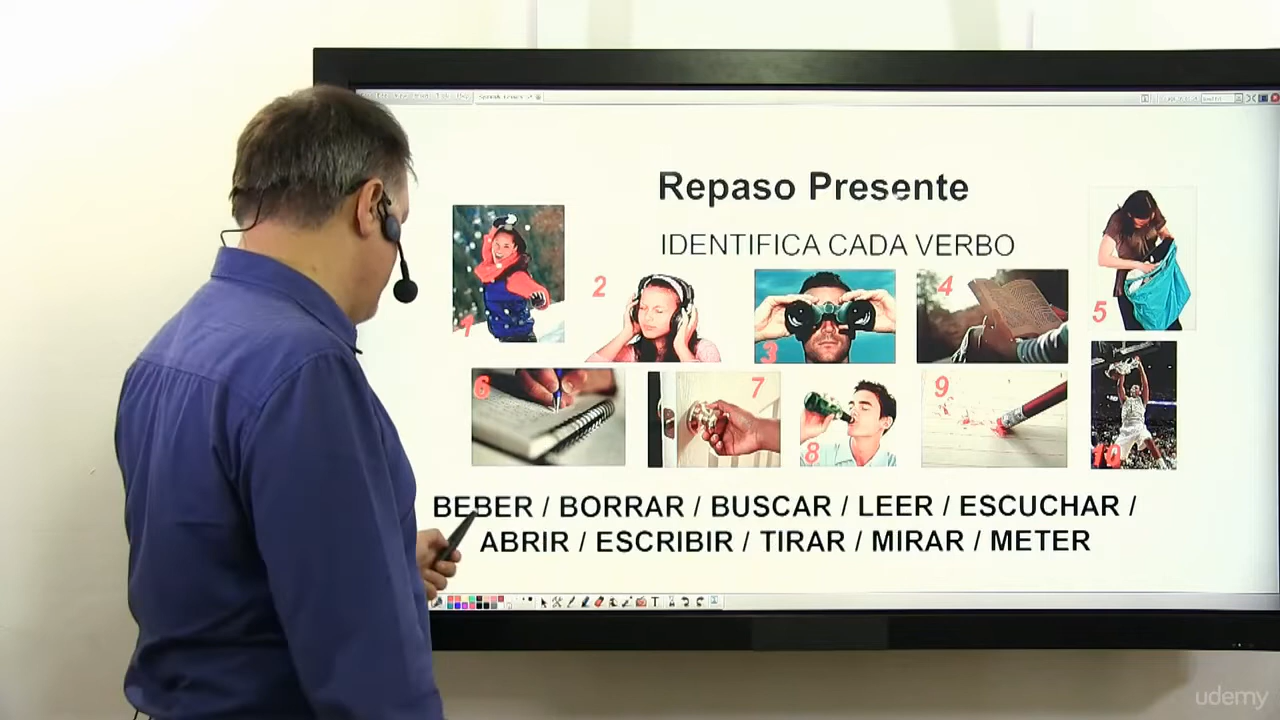 Repaso Presente
IDENTIFICA CADA VERBO
1
2
3
4
5
6
7
8
9
10
BEBER / BORRAR / BUSCAR / LEER / ESCUCHAR /
ABRIR / ESCRIBIR / TIRAR / MIRAR / METER
udemy